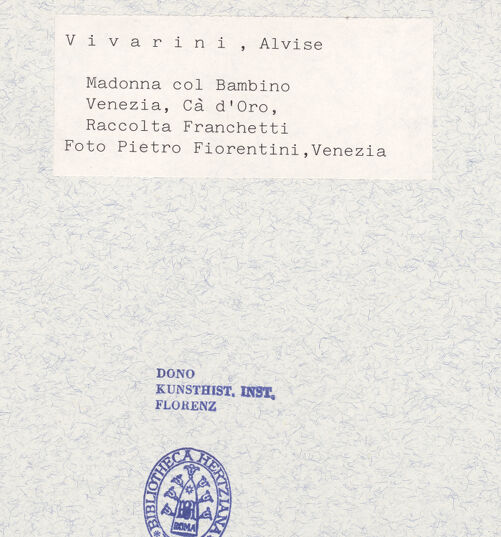 Vivarini, Alvise
Madonna col Bambino
Venezia, Cà d'Oro,
Raccolta Franchetti
Foto Pietro Fiorentini,Venezia
DONO
KUNSTHIST. INST.
FLORENZ
BIBLIOTHECA HERTZIANA
ROMA